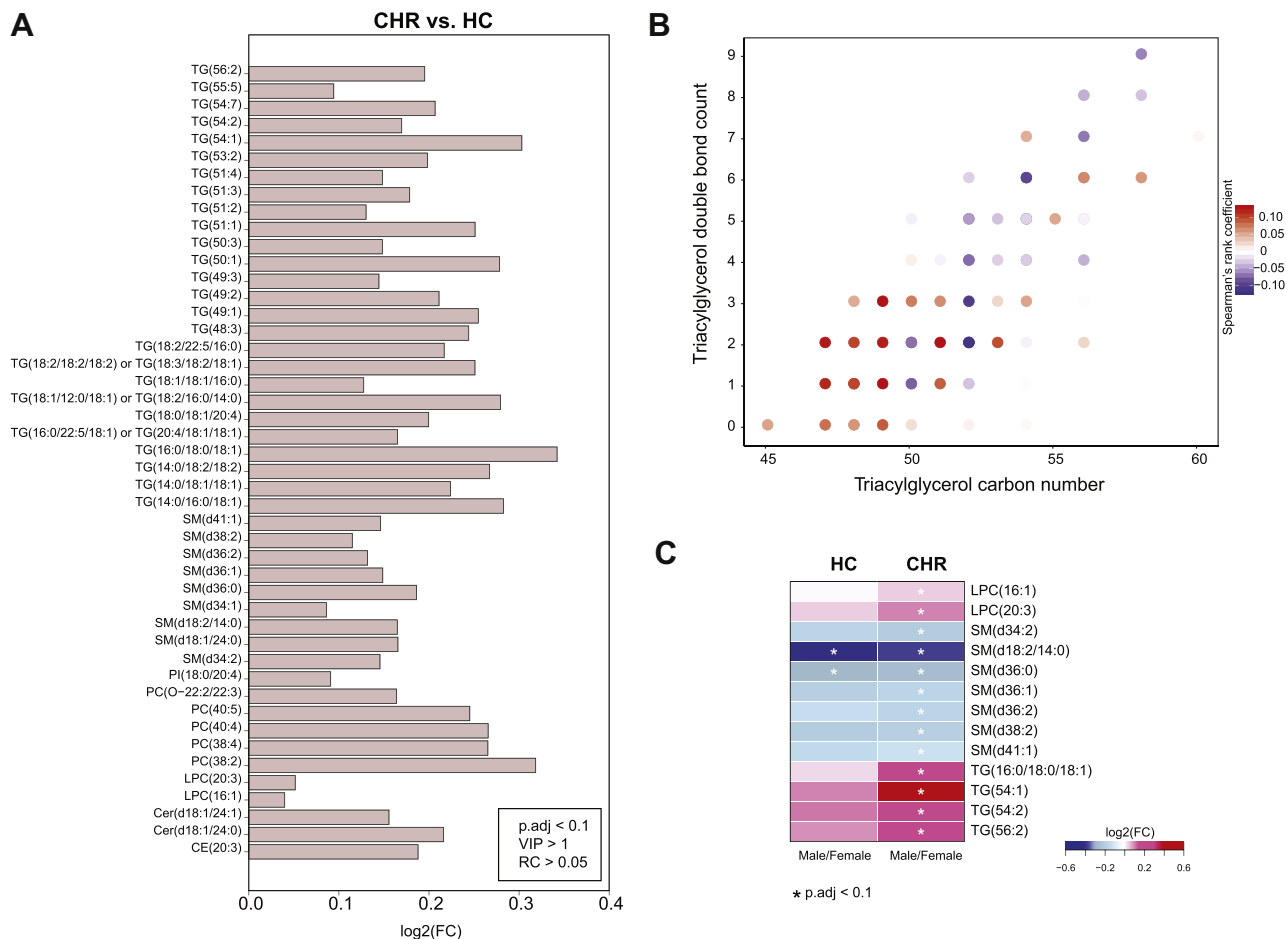 A
CHR vs. HC
TG(56:2)
TG(55:5)
TG(54:7)
TG(54:2)
TG(54:1)
TG(53:2)
TG(51:4)
TG(51:3)
TG(51:2)
TG(51:1)
TG(50:3)
TG(50:1)
TG(49:3)
TG(49:2)
TG(49:1)
TG(48:3)
TG(18:2/22:5/16:0)
TG(18:2/18:2/18:2) or TG(18:3/18:2/18:1)
TG(18:1/18:1/16:0)
TG(18:1/12:0/18:1) or TG(18:2/16:0/14:0)
TG(18:0/18:1/20:4)
TG(16:0/22:5/18:1) or TG(20:4/18:1/18:1)
TG(16:0/18:0/18:1)
TG(14:0/18:2/18:2)
TG(14:0/18:1/18:1)
TG(14:0/16:0/18:1)
SM(d41:1)
SM(d38:2)
SM(d36:2)
SM(d36:1)
SM(d36:0)
SM(d34:1)
SM(d18:2/14:0)
SM(d18:1/24:0)
SM(d34:2)
PI(18:0/20:4)
PC(O−22:2/22:3)
PC(40:5)
PC(40:4)
PC(38:4)
PC(38:2)
LPC(20:3)
LPC(16:1)
Cer(d18:1/24:1)
Cer(d18:1/24:0)
CE(20:3)
p.adj < 0.1
VIP > 1
RC > 0.05
0.0 0.1 0.2 0.3 0.4
log2(FC)
B
Triacylglycerol double bond count
9
8
7
6
5
4
3
2
1
0
45 50 55 60
Triacylglycerol carbon number
Spearman's rank coefficient
0.10
0.05
0
−0.05
−0.10
C
HC CHR
* LPC(16:1)
* LPC(20:3)
* SM(d34:2)
* * SM(d18:2/14:0)
* * SM(d36:0)
* SM(d36:1)
* SM(d36:2)
* SM(d38:2)
* SM(d41:1)
* TG(16:0/18:0/18:1)
* TG(54:1)
* TG(54:2)
* TG(56:2)
Male/Female Male/Female
* p.adj < 0.1
log2(FC)
−0.6 −0.2 0.2 0.6